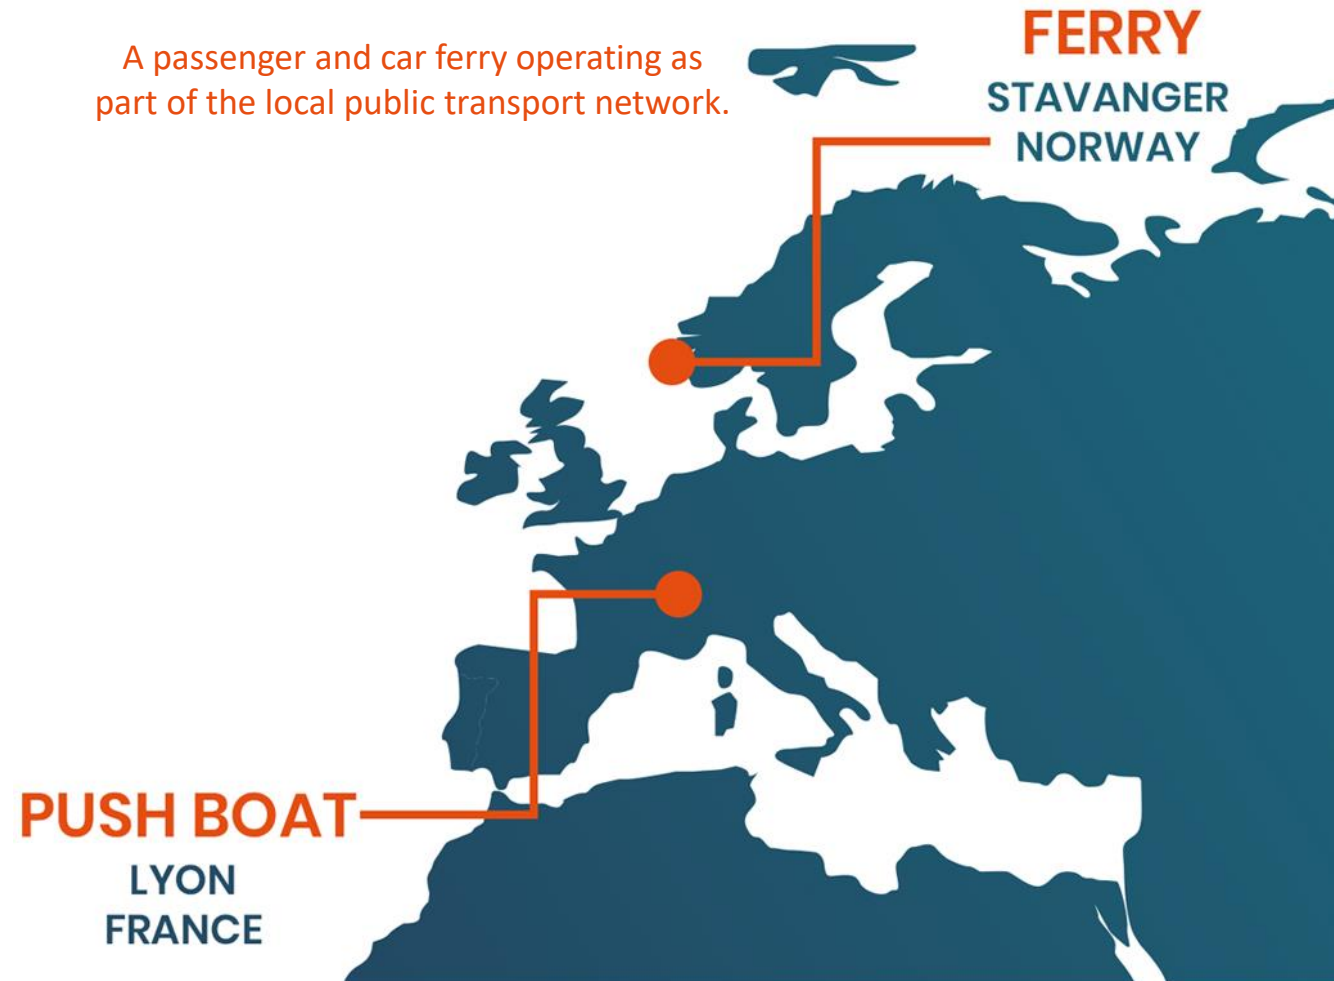 A passenger and car ferry operating as
part of the local public transport network.
FERRY
STAVANGER
NORWAY
PUSH BOAT
LYON
FRANCE